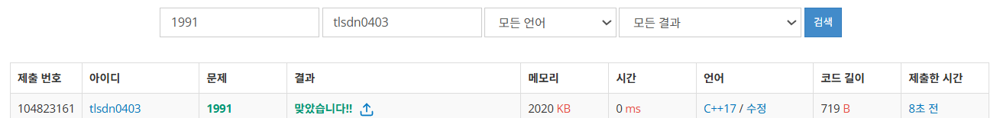 1991 tlsdn0403 모든 언어 모든 결과 검색
제출 번호 아이디 문제 결과 메모리 시간 언어 코드 길이 제출한 시간
104823161 tlsdn0403 1991 맞았습니다!! 2020 KB 0 ms C++17 / 수정 719 B 8초 전